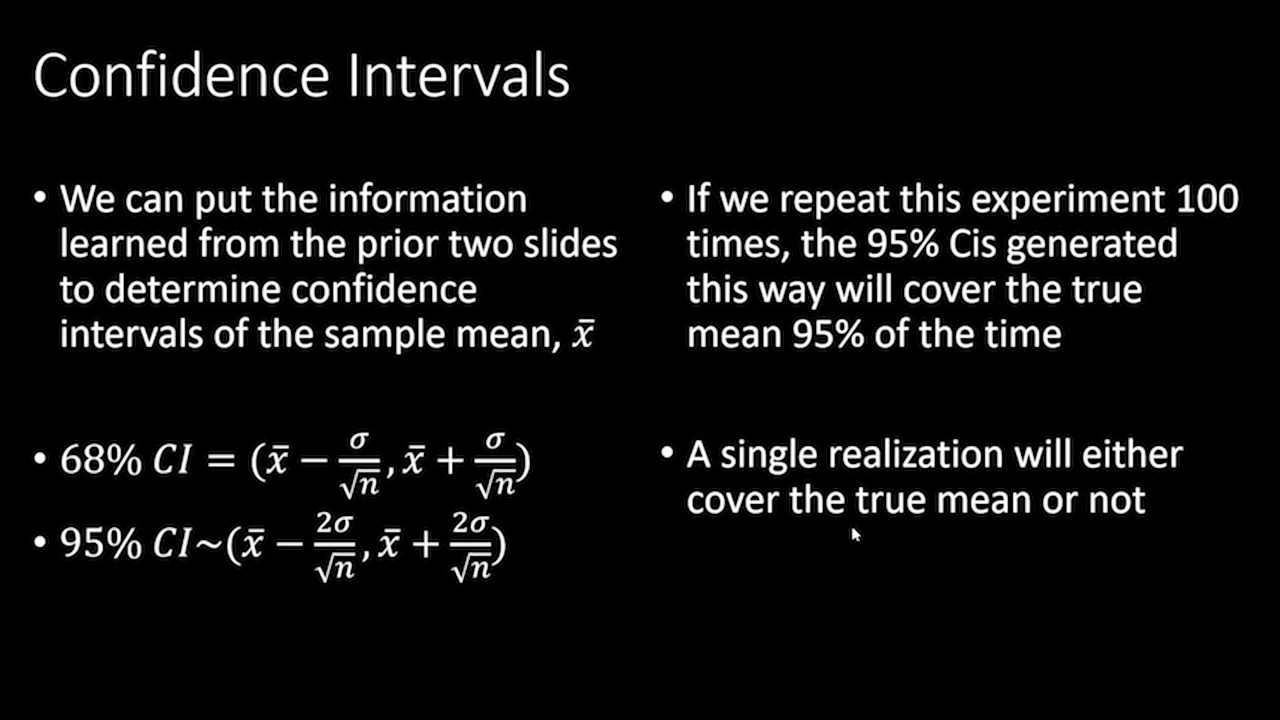 Confidence Intervals
• We can put the information
learned from the prior two slides
to determine confidence
intervals of the sample mean, x̄
• 68% CI = (x̄ − σ/√n, x̄ + σ/√n)
• 95% CI~(x̄ − 2σ/√n, x̄ + 2σ/√n)
• If we repeat this experiment 100
times, the 95% Cis generated
this way will cover the true
mean 95% of the time
• A single realization will either
cover the true mean or not